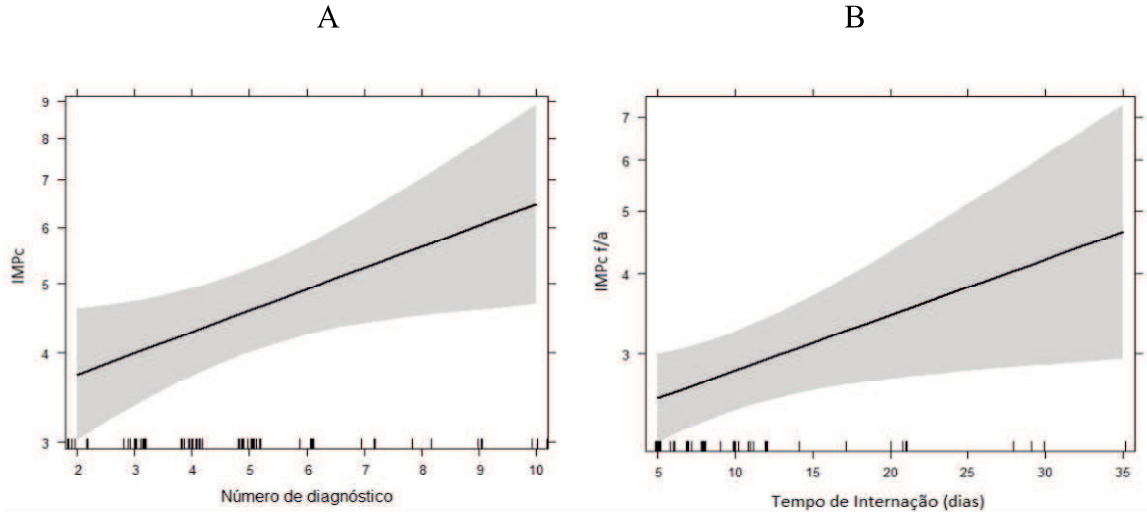 A
B
9
8
7
6
5
4
3
IMPc
2 3 4 5 6 7 8 9 10
Número de diagnóstico
7
6
5
4
3
IMPc f/a
5 10 15 20 25 30 35
Tempo de Internação (dias)